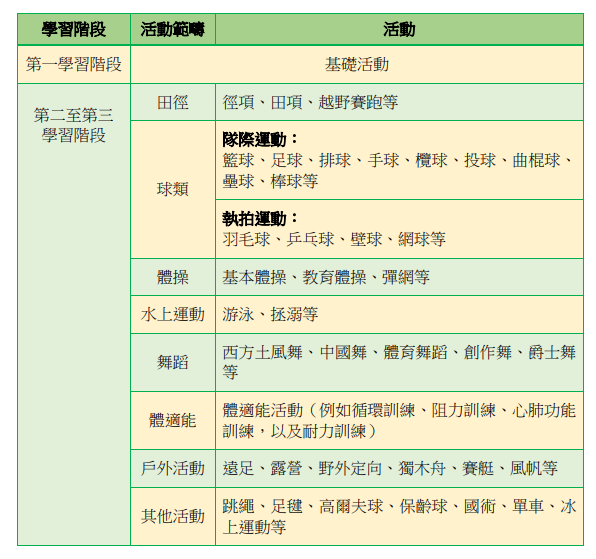 學習階段 活動範疇 活動
第一學習階段 基礎活動
第二至第三
學習階段
田徑 徑項、田項、越野賽跑等
球類
隊際運動：
籃球、足球、排球、手球、欖球、投球、曲棍球、
壘球、棒球等
執拍運動：
羽毛球、乒乓球、壁球、網球等
體操 基本體操、教育體操、彈網等
水上運動 游泳、拯溺等
舞蹈
西方土風舞、中國舞、體育舞蹈、創作舞、爵士舞
等
體適能
體適能活動（例如循環訓練、阻力訓練、心肺功能
訓練，以及耐力訓練）
戶外活動 遠足、露營、野外定向、獨木舟、賽艇、風帆等
其他活動
跳繩、足毽、高爾夫球、保齡球、國術、單車、冰
上運動等